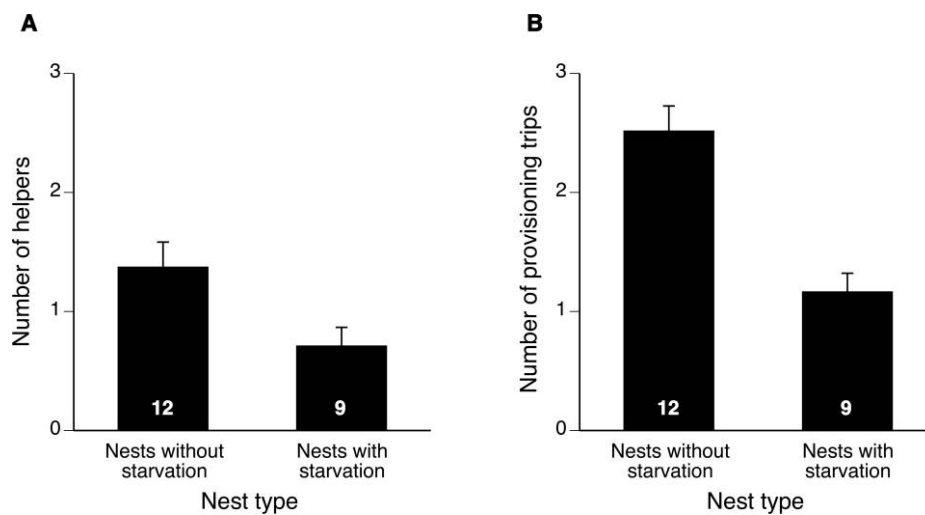 A
Number of helpers
3
2
1
0
12
9
Nests without
starvation
Nests with
starvation
Nest type
B
Number of provisioning trips
3
2
1
0
12
9
Nests without
starvation
Nests with
starvation
Nest type